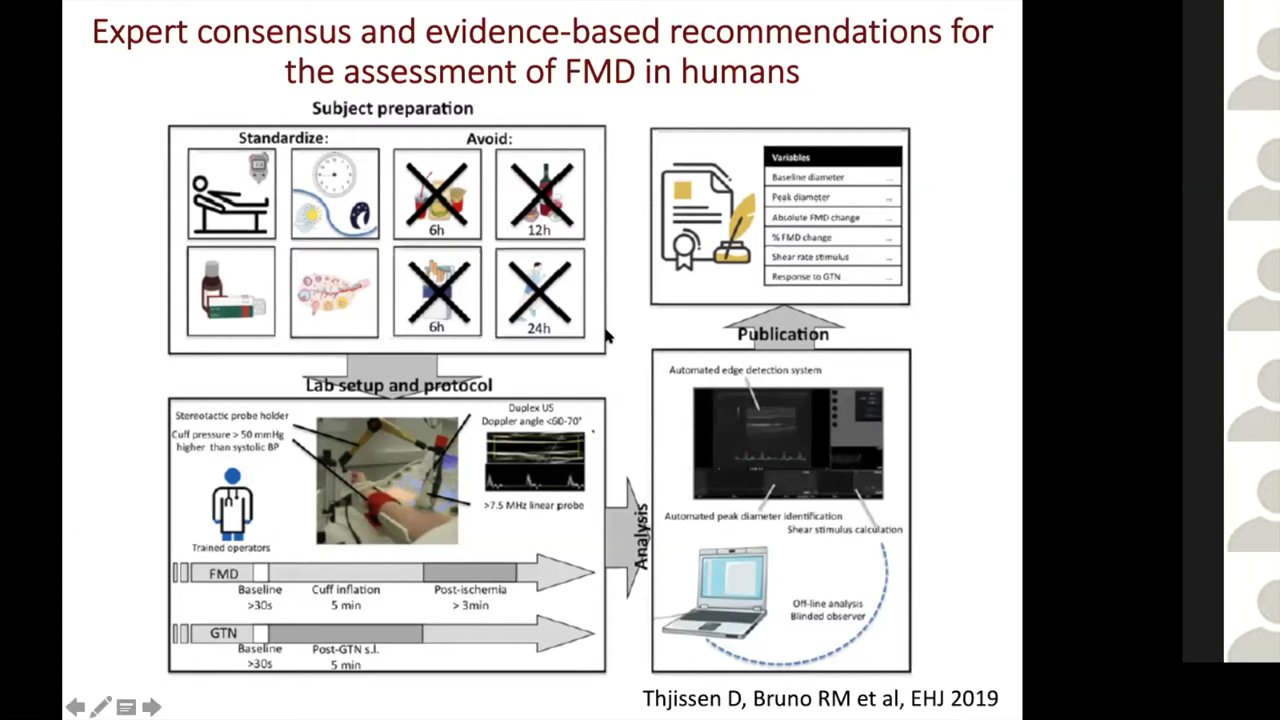 Expert consensus and evidence-based recommendations for
the assessment of FMD in humans
Subject preparation
Standardize:
Avoid:
6h
12h
6h
24h
Lab setup and protocol
Stereotactic probe holder
Cuff pressure > 50 mmHg
higher than systolic BP
Trained operators
Duplex US
Doppler angle <60-70°
>7.5 MHz linear probe
FMD
Baseline
>30s
Cuff inflation
5 min
Post-ischemia
> 3min
GTN
Baseline
>30s
Post-GTN s.l.
5 min
Analysis
Automated edge detection system
Automated peak diameter identification
Shear stimulus calculation
Off-line analysis
Blinded observer
Publication
Variables
Baseline diameter ...
Peak diameter ...
Absolute FMD change ...
% FMD change ...
Shear rate stimulus ...
Response to GTN ...
Thjissen D, Bruno RM et al, EHJ 2019